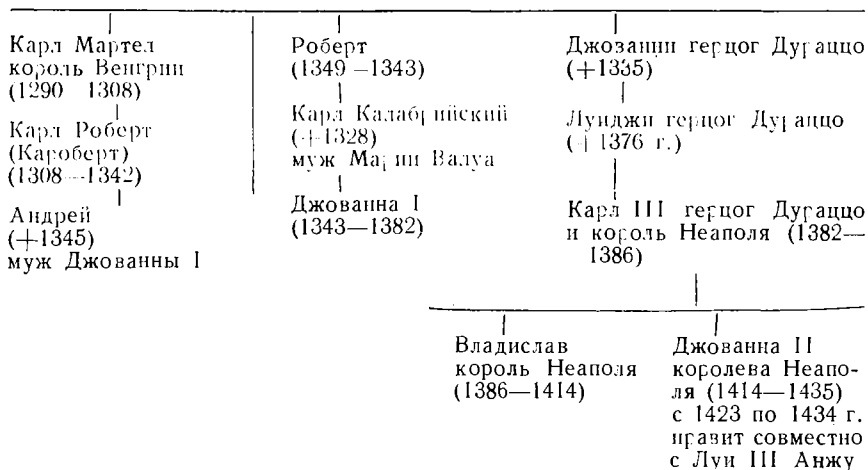 Карл Мартел
король Венгрии
(1290 1308)
Карл Роберт
(Кароберт)
(1308—1342)
Андрей
(+1345)
муж Джованны I
Роберт
(1349—1343)
Карл Калабрийский
(+1328)
муж Марии Валуа
Джованна I
(1343—1382)
Джованни герцог Дураццо
(+1335)
Луиджи герцог Дураццо
(+1376 г.)
Карл III герцог Дураццо
и король Неаполя (1382—
1386)
Владислав
король Неаполя
(1386—1414)
Джованна II
королева Неапо-
ля (1414—1435)
с 1423 по 1434 г.
правит совместно
с Луи III Анжу